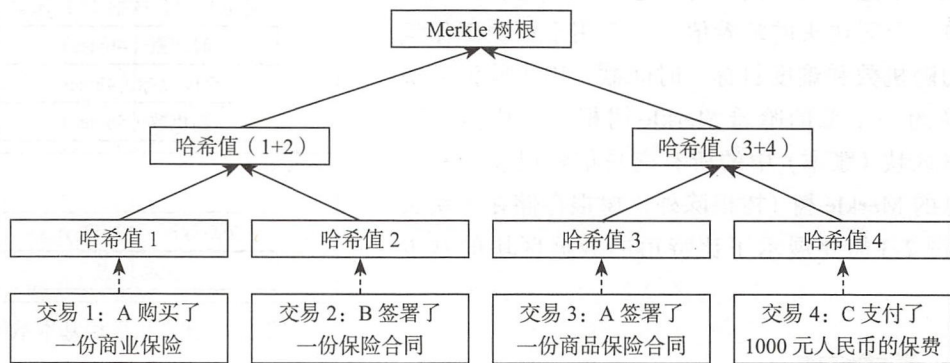 Merkle 树根
哈希值（1+2）
哈希值（3+4）
哈希值 1
哈希值 2
哈希值 3
哈希值 4
交易 1：A 购买了
一份商业保险
交易 2：B 签署了
一份保险合同
交易 3：A 签署了
一份商品保险合同
交易 4：C 支付了
1000 元人民币的保费